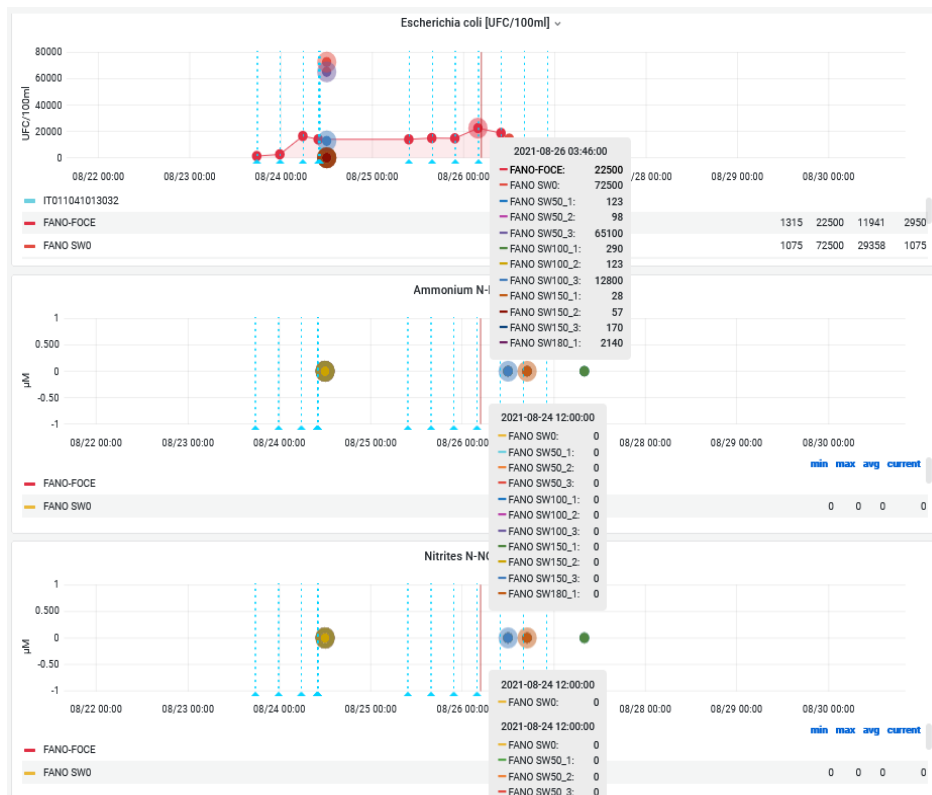 Escherichia coli [UFC/100ml]
80000
60000
40000
20000
0
UFC/100ml
08/22 00:00 08/23 00:00 08/24 00:00 08/25 00:00 08/26 00:00 /28 00:00 08/29 00:00 08/30 00:00
IT011041013032
FANO-FOCE 1315 22500 11941 2950
FANO SW0 1075 72500 29358 1075
2021-08-26 03:46:00
FANO-FOCE: 22500
FANO SW0: 72500
FANO SW50_1: 123
FANO SW50_2: 98
FANO SW50_3: 65100
FANO SW100_1: 290
FANO SW100_2: 123
FANO SW100_3: 12800
FANO SW150_1: 28
FANO SW150_2: 57
FANO SW150_3: 170
FANO SW180_1: 2140
Ammonium N-
1
0.500
0
-0.50
-1
µM
08/22 00:00 08/23 00:00 08/24 00:00 08/25 00:00 08/26 00:00 08/28 00:00 08/29 00:00 08/30 00:00
min max avg current
FANO-FOCE
FANO SW0 0 0 0 0
2021-08-24 12:00:00
FANO SW0: 0
FANO SW50_1: 0
FANO SW50_2: 0
FANO SW50_3: 0
FANO SW100_1: 0
FANO SW100_2: 0
FANO SW100_3: 0
FANO SW150_1: 0
FANO SW150_2: 0
FANO SW150_3: 0
FANO SW180_1: 0
Nitrites N-NO
1
0.500
0
-0.50
-1
µM
08/22 00:00 08/23 00:00 08/24 00:00 08/25 00:00 08/26 00:00 08/28 00:00 08/29 00:00 08/30 00:00
min max avg current
FANO-FOCE
FANO SW0 0 0 0 0
2021-08-24 12:00:00
FANO SW0: 0
2021-08-24 12:00:00
FANO SW0: 0
FANO SW50_1: 0
FANO SW50_2: 0
FANO SW50_3: 0